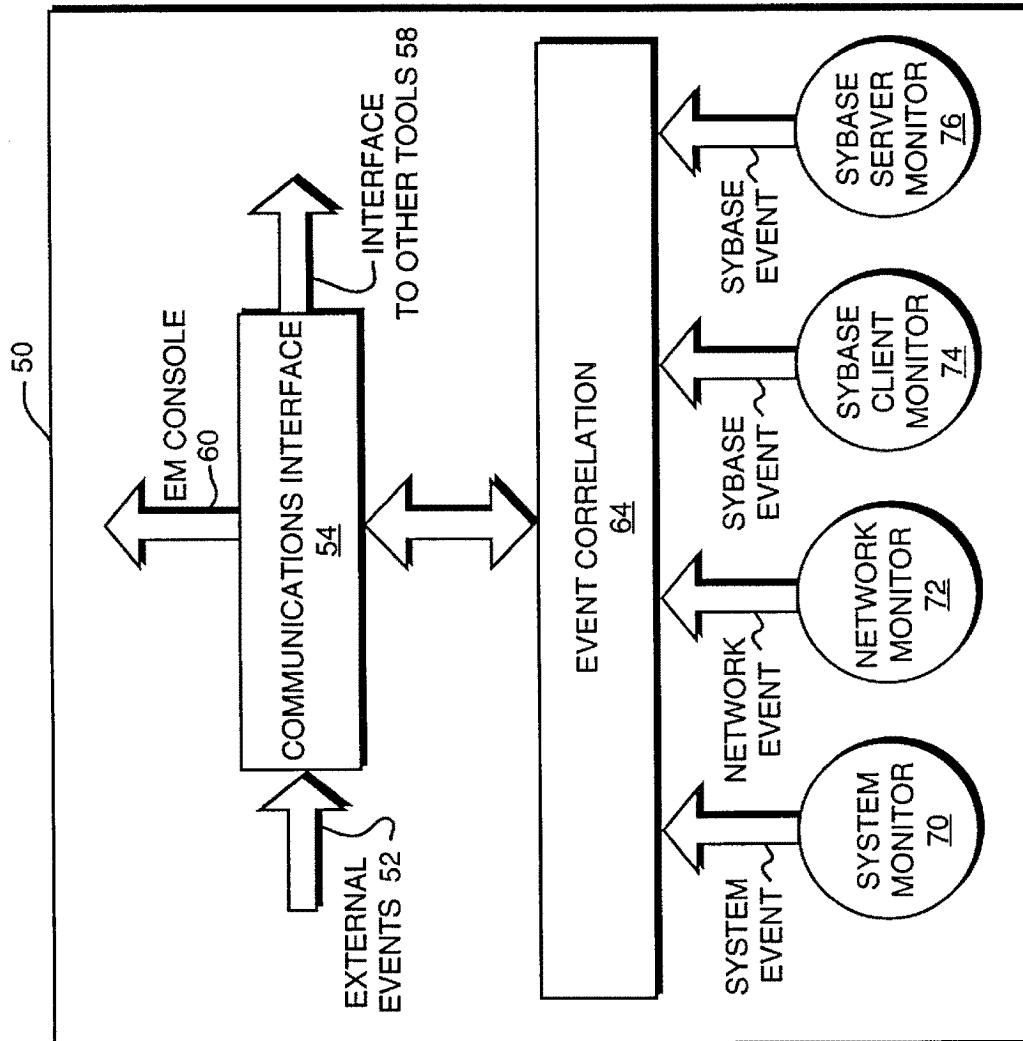 50
EM CONSOLE
60
EXTERNAL
EVENTS 52
COMMUNICATIONS INTERFACE
54
INTERFACE
TO OTHER TOOLS 58
EVENT CORRELATION
64
SYSTEM
EVENT
NETWORK
EVENT
SYBASE
EVENT
SYBASE
EVENT
SYSTEM
MONITOR
70
NETWORK
MONITOR
72
SYBASE
CLIENT
MONITOR
74
SYBASE
SERVER
MONITOR
76